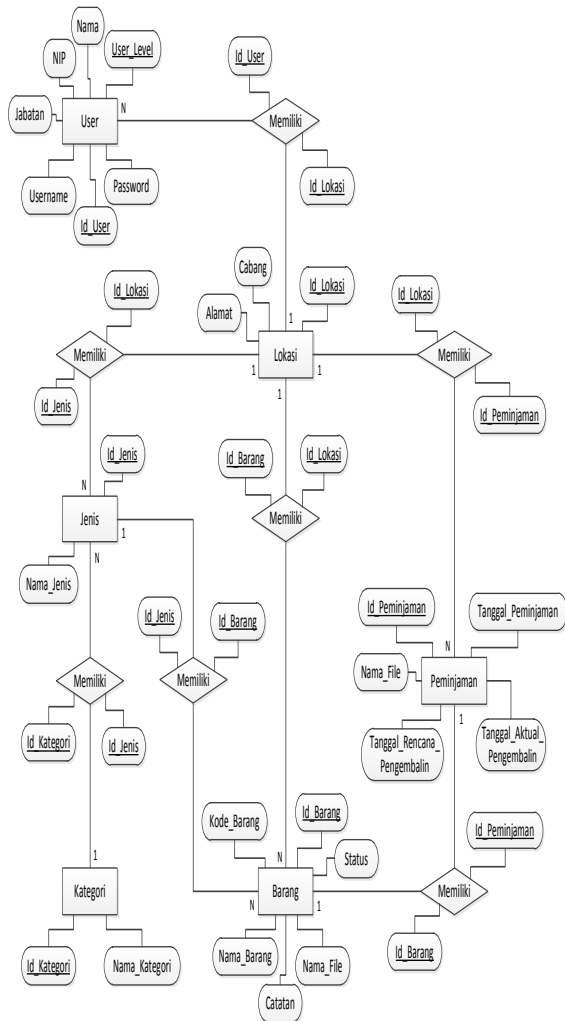 Nama
NIP
User_Level
Jabatan
User
N
Username
Password
Id_User
Id_User
Memiliki
Id_Lokasi
1
Cabang
Id_Lokasi
Alamat
Lokasi
1
1
1
Id_Lokasi
Memiliki
Id_Jenis
N
Id_Lokasi
Memiliki
Id_Peminjaman
Id_Barang
Id_Lokasi
Memiliki
Id_Jenis
Jenis
1
N
Nama_Jenis
Id_Jenis
Id_Barang
Memiliki
Memiliki
Id_Kategori
Id_Jenis
1
Id_Peminjaman
Tanggal_Peminjaman
N
Nama_File
Peminjaman
1
Tanggal_Rencana_
Pengembalin
Tanggal_Aktual_
Pengembalin
Kategori
Id_Kategori
Nama_Kategori
Kode_Barang
Id_Barang
N
Status
Barang
N
1
Nama_Barang
Nama_File
Catatan
Id_Peminjaman
Memiliki
Id_Barang